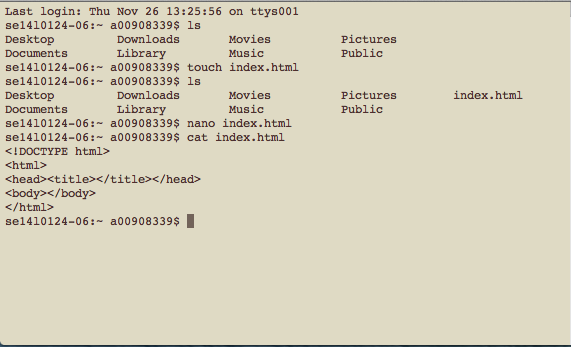 Last login: Thu Nov 26 13:25:56 on ttys001
se14l0124-06:~ a00908339$ ls
Desktop Downloads Movies Pictures
Documents Library Music Public
se14l0124-06:~ a00908339$ touch index.html
se14l0124-06:~ a00908339$ ls
Desktop Downloads Movies Pictures index.html
Documents Library Music Public
se14l0124-06:~ a00908339$ nano index.html
se14l0124-06:~ a00908339$ cat index.html
<!DOCTYPE html>
<html>
<head><title></title></head>
<body></body>
</html>
se14l0124-06:~ a00908339$